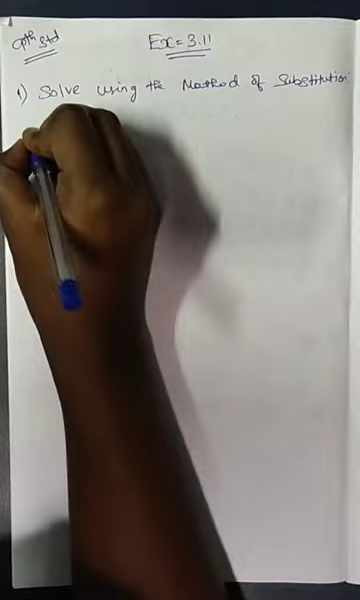 9th Std
Ex = 3.11
1) Solve using the Method of Substitution